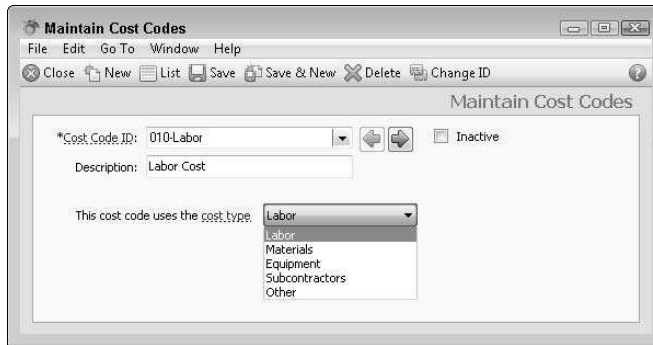 Maintain Cost Codes
File Edit Go To Window Help
Close New List Save Save & New Delete Change ID
Maintain Cost Codes
*Cost Code ID: 010-Labor Inactive
Description: Labor Cost
This cost code uses the cost type Labor
Labor
Materials
Equipment
Subcontractors
Other